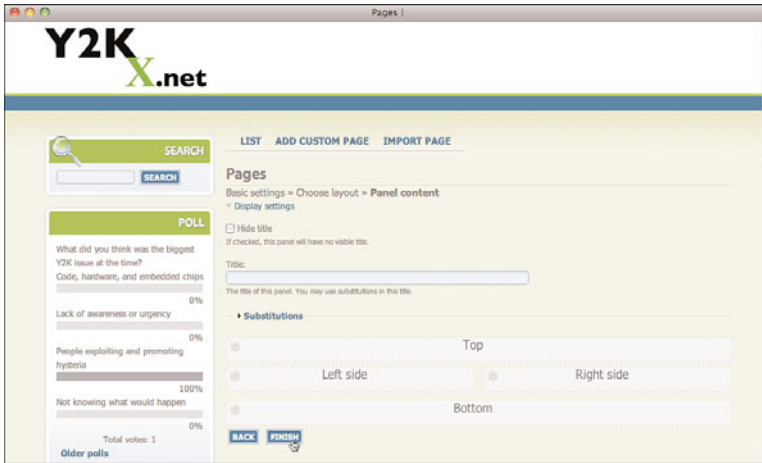 Pages |
Y2K
X.net
SEARCH
SEARCH
POLL
What did you think was the biggest
Y2K issue at the time?
Code, hardware, and embedded chips
0%
Lack of awareness or urgency
0%
People exploiting and promoting
hysteria
100%
Not knowing what would happen
0%
Total votes: 1
Older polls
LIST ADD CUSTOM PAGE IMPORT PAGE
Pages
Basic settings » Choose layout » Panel content
Display settings
Hide title
If checked, this panel will have no visible title.
Title:
The title of this panel. You may use substitutions in this title.
Substitutions
Top
Left side Right side
Bottom
BACK FINISH